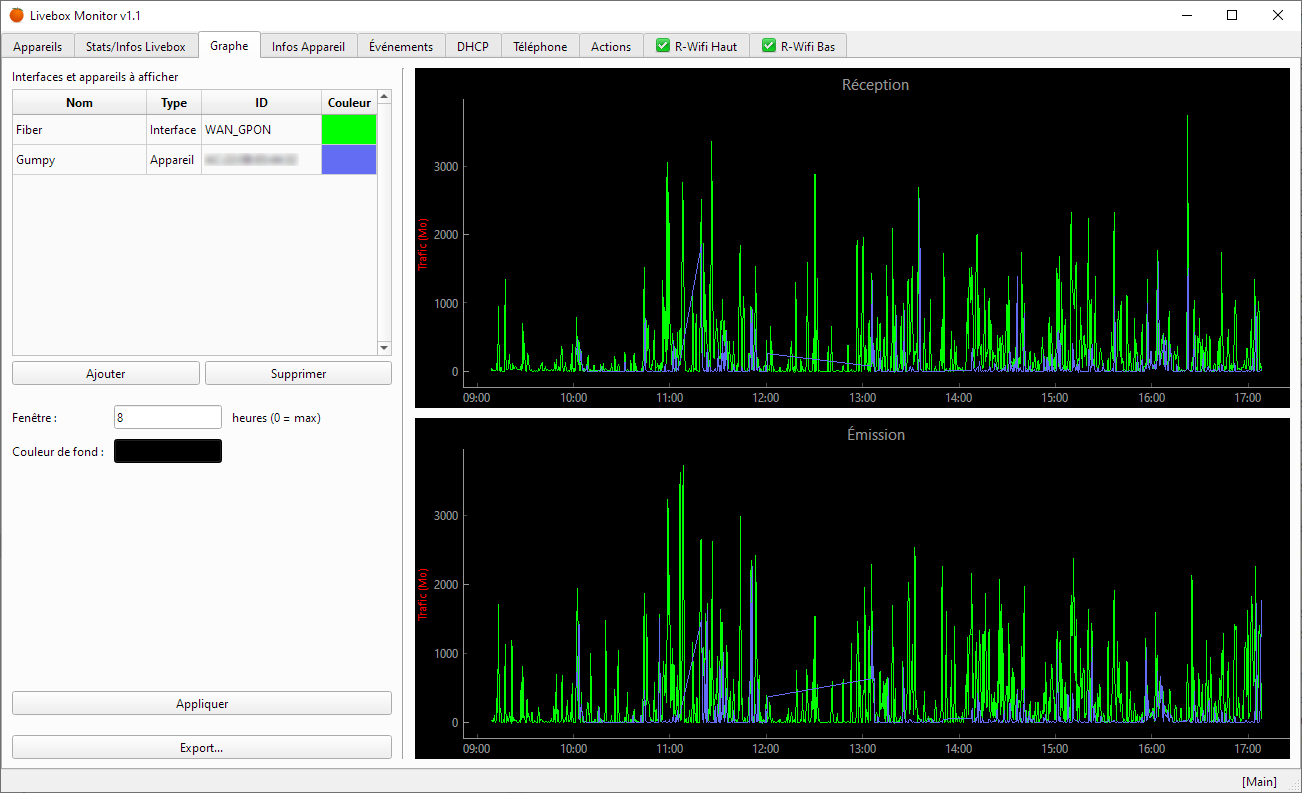 Livebox Monitor v1.1
Appareils Stats/Infos Livebox Graphe Infos Appareil Événements DHCP Téléphone Actions R-Wifi Haut R-Wifi Bas
Interfaces et appareils à afficher
Nom Type ID Couleur
Fiber Interface WAN_GPON
Gumpy Appareil
Ajouter Supprimer
Fenêtre : 8 heures (0 = max)
Couleur de fond :
Appliquer
Export...
Réception
Trafic (Mo)
3000
2000
1000
0
09:00 10:00 11:00 12:00 13:00 14:00 15:00 16:00 17:00
Émission
Trafic (Mo)
3000
2000
1000
0
09:00 10:00 11:00 12:00 13:00 14:00 15:00 16:00 17:00
[Main]